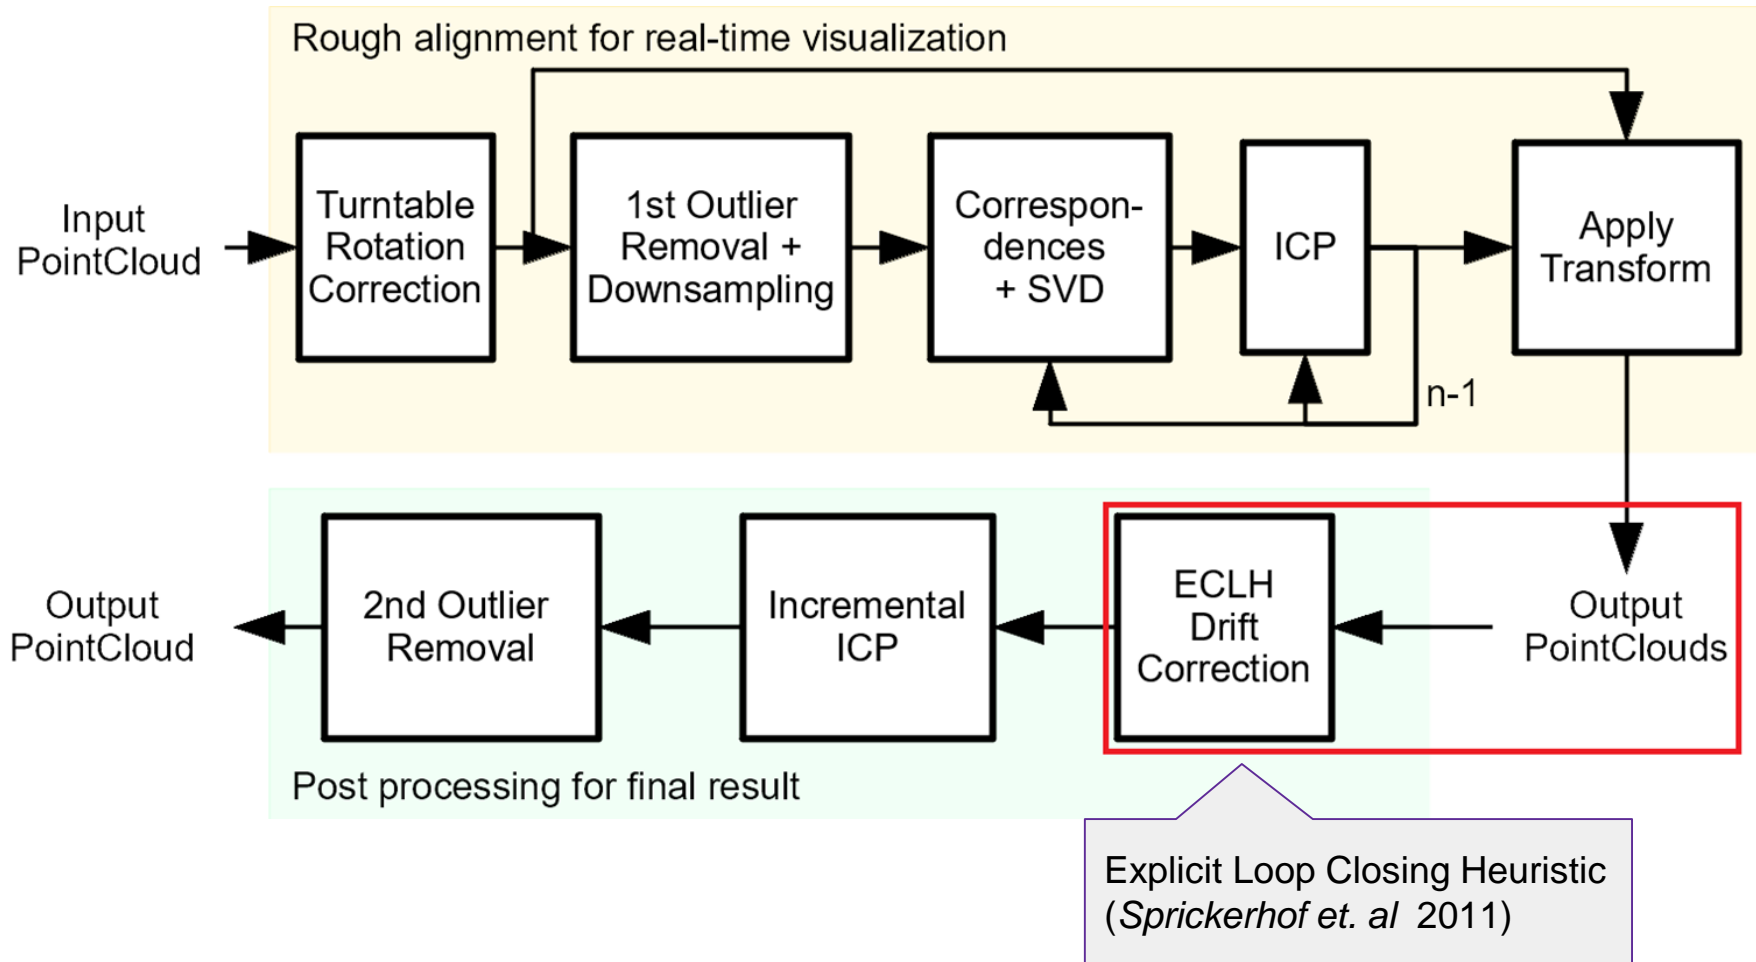 Rough alignment for real-time visualization
Input
PointCloud
Turntable
Rotation
Correction
1st Outlier
Removal +
Downsampling
Correspon-
dences
+ SVD
ICP
n-1
Apply
Transform
Output
PointClouds
ECLH
Drift
Correction
Incremental
ICP
2nd Outlier
Removal
Output
PointCloud
Post processing for final result
Explicit Loop Closing Heuristic
(Sprickerhof et. al 2011)